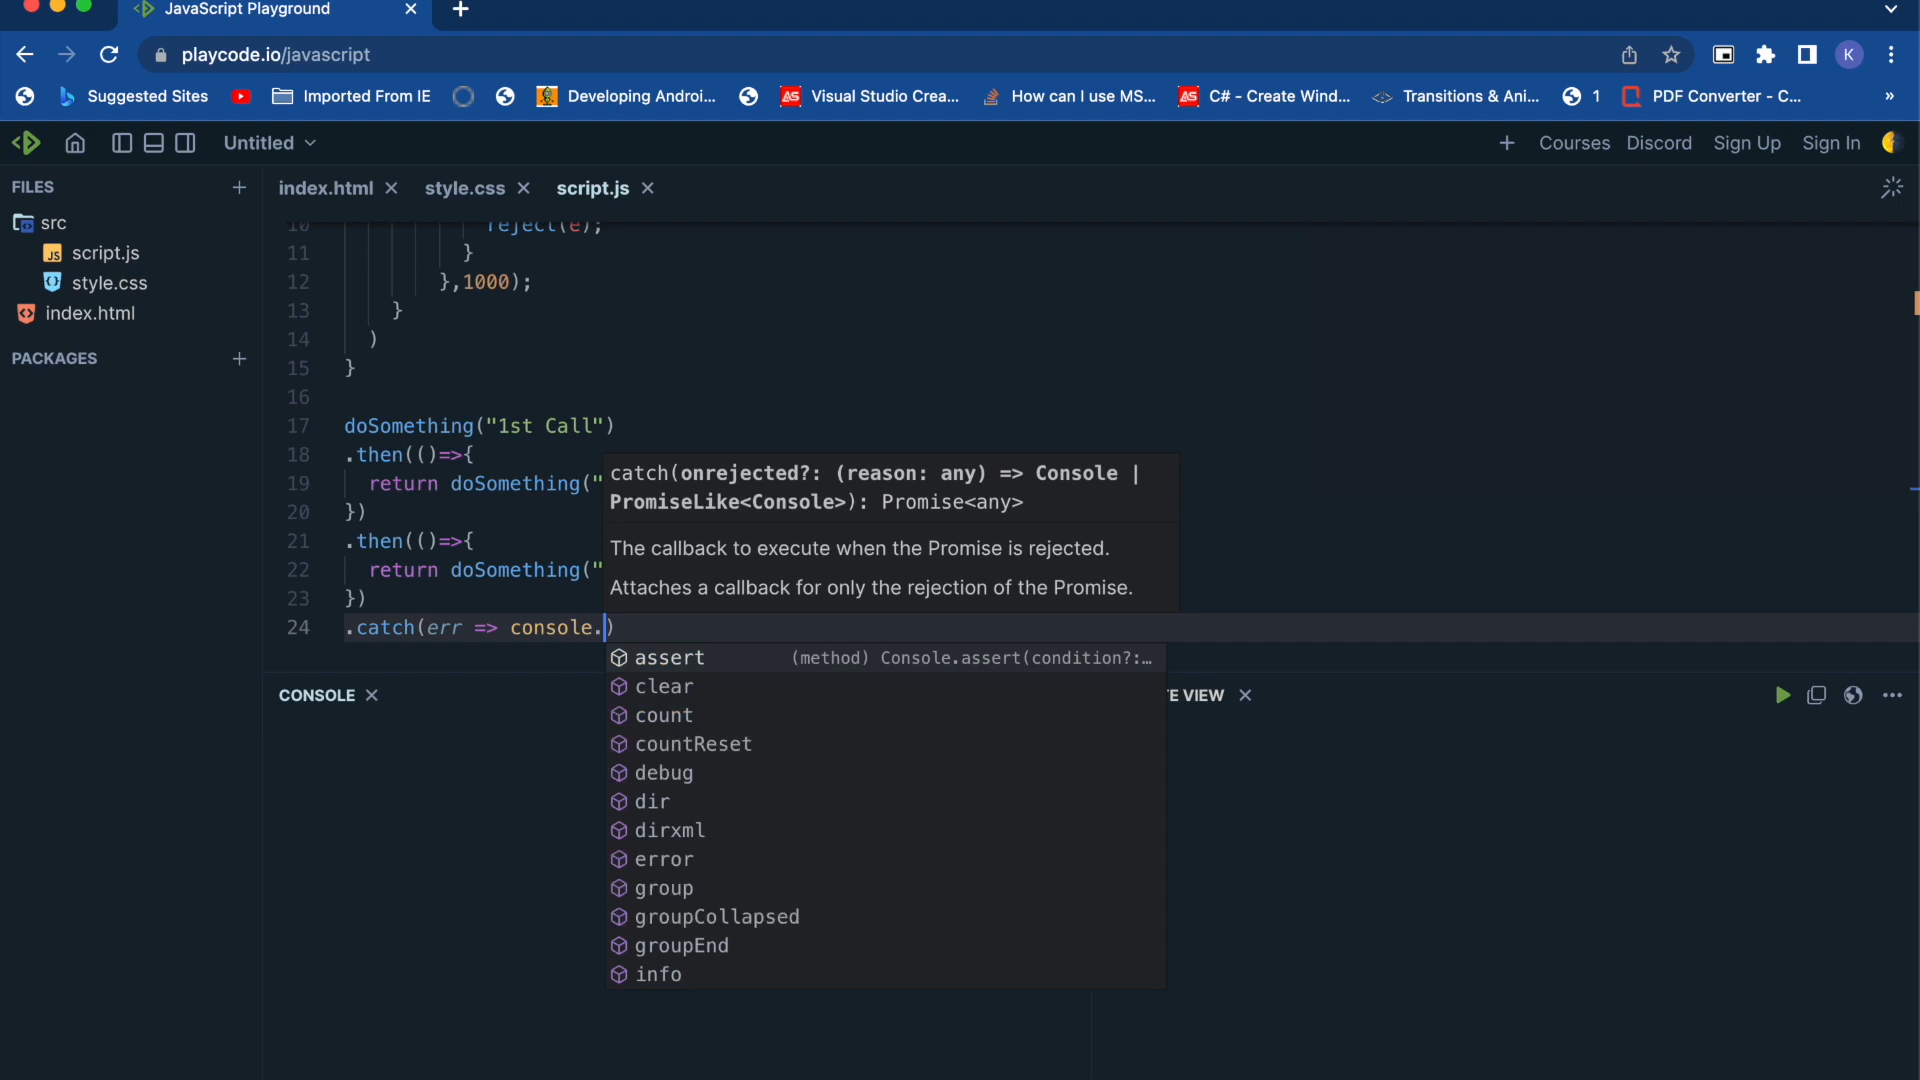 JavaScript Playground
playcode.io/javascript
K
Suggested Sites
Imported From IE
Developing Androi...
Visual Studio Crea...
How can I use MS...
C# - Create Wind...
Transitions & Ani...
1
PDF Converter - C...
»
Untitled
Courses
Discord
Sign Up
Sign In
FILES
src
script.js
style.css
index.html
PACKAGES
index.html
style.css
script.js
10 reject(e);
11 }
12 },1000);
13 }
14 )
15 }
16
17 doSomething("1st Call")
18 .then(()=>{
19 return doSomething("
20 })
21 .then(()=>{
22 return doSomething("
23 })
24 .catch(err => console.)
catch(onrejected?: (reason: any) => Console |
PromiseLike<Console>): Promise<any>
The callback to execute when the Promise is rejected.
Attaches a callback for only the rejection of the Promise.
assert (method) Console.assert(condition?:…
clear
count
countReset
debug
dir
dirxml
error
group
groupCollapsed
groupEnd
info
CONSOLE
E VIEW